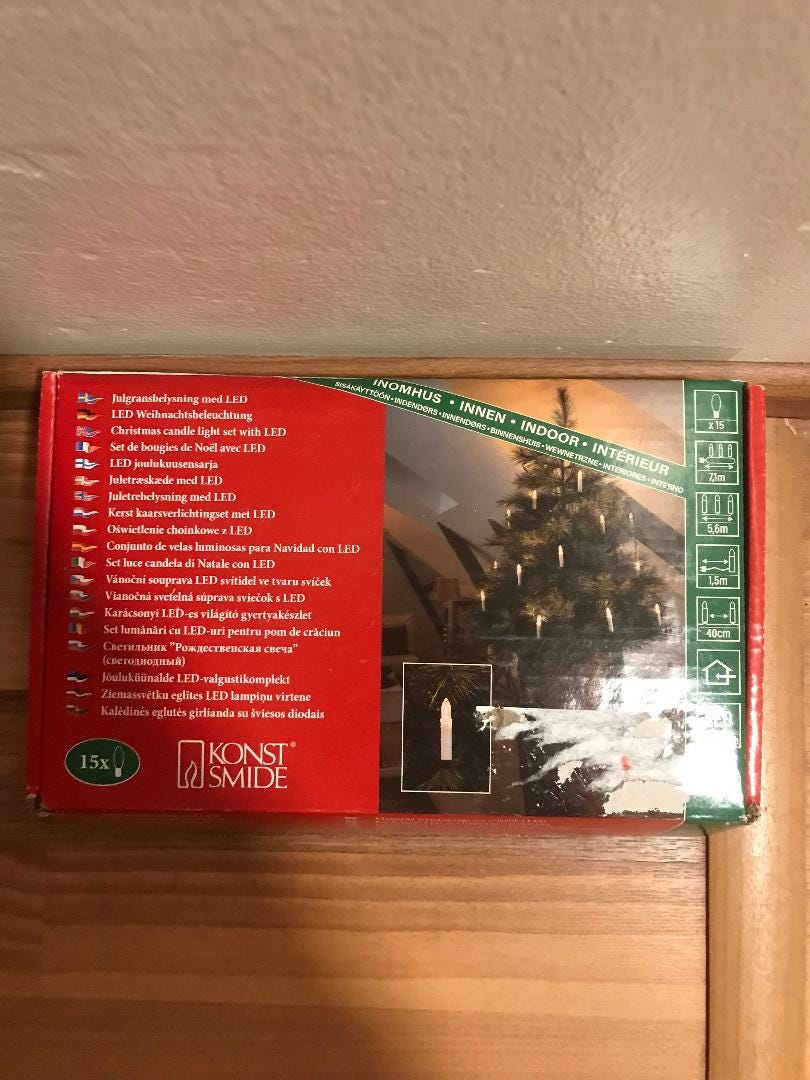 Julgransbelysning med LED
LED Weihnachtsbeleuchtung
Christmas candle light set with LED
Set de bougies de Noël avec LED
LED joulukuusensarja
Juletræskæde med LED
Juletrebelysning med LED
Kerst kaarsverlichtingset met LED
Oświetlenie choinkowe z LED
Conjunto de velas luminosas para Navidad con LED
Set luce candela di Natale con LED
Vánoční souprava LED svítidel ve tvaru svíček
Vianočná svetelná súprava sviečok s LED
Karácsonyi LED-es világító gyertyakészlet
Set lumânări cu LED-uri pentru pom de crăciun
Светильник "Рождественская свеча"
(светодиодный)
Jõuluküünalde LED-valgustikomplekt
Ziemassvētku eglītes LED lampiņu virtene
Kalėdinės eglutės girlianda su šviesos diodais
15x
KONST®
SMIDE
INOMHUS • INNEN • INDOOR • INTÉRIEUR
SISÄKÄYTTÖÖN • INDENDØRS • INNENDØRS • BINNENSHUIS • WEWNĘTRZNE • INTERIORES • INTERNO
x 15
7,1m
5,6m
1,5m
40cm